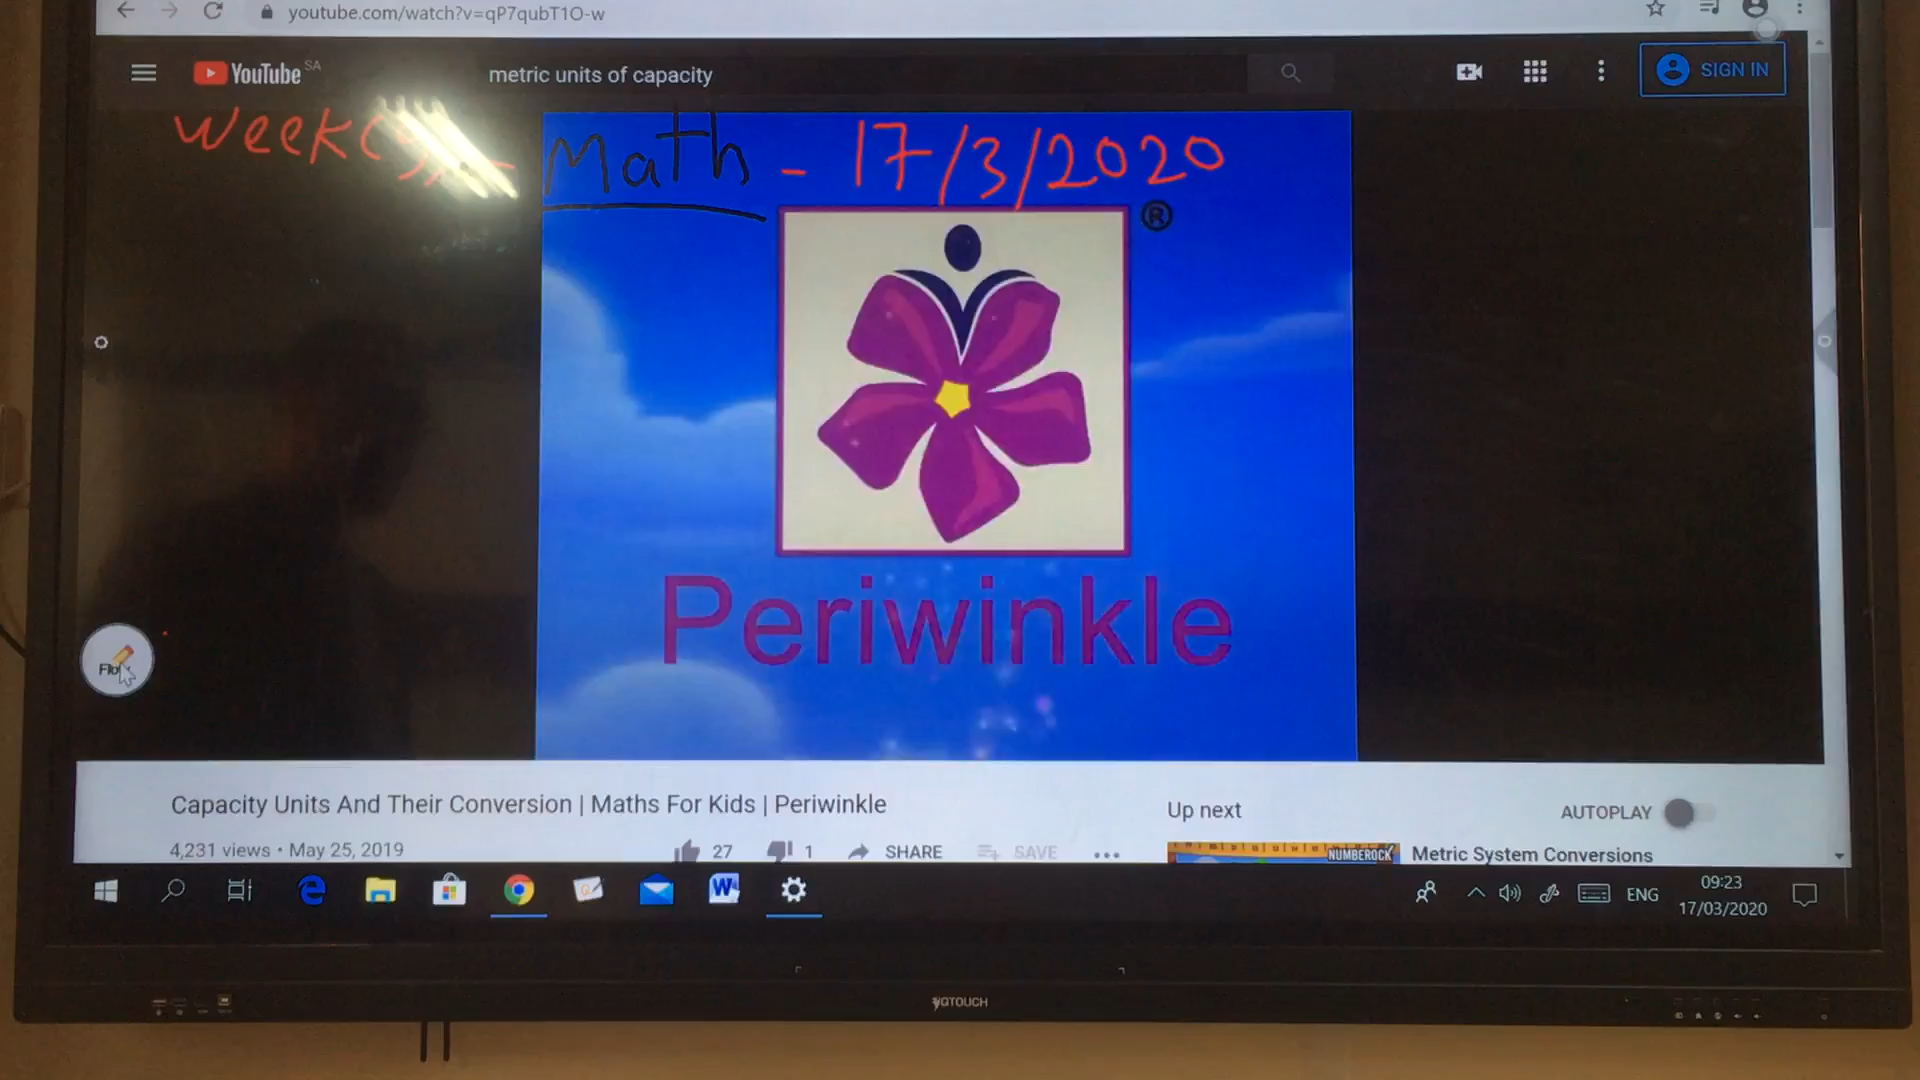 youtube.com/watch?v=qP7qubT1O-w
YouTube SA
metric units of capacity
SIGN IN
Math - 17/3/2020
®
Periwinkle
Capacity Units And Their Conversion | Maths For Kids | Periwinkle
4,231 views • May 25, 2019
27
1
SHARE
SAVE
Up next
AUTOPLAY
NUMBEROCK
Metric System Conversions
ENG
09:23
17/03/2020
QTOUCH